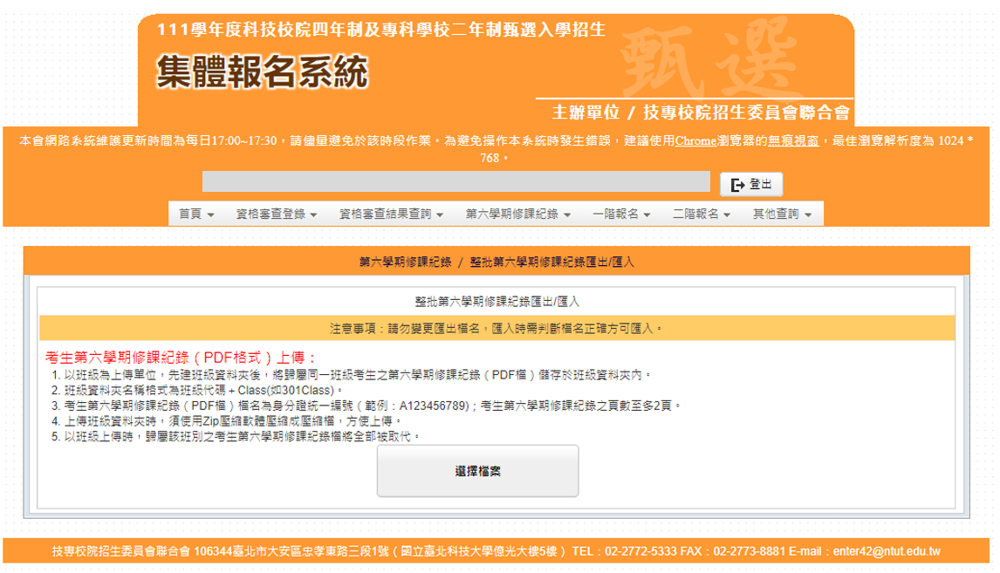 111學年度科技校院四年制及專科學校二年制甄選入學招生
甄選
集體報名系統
主辦單位 / 技專校院招生委員會聯合會
本會網路系統維護更新時間為每日17:00~17:30，請儘量避免於該時段作業。為避免操作本系統時發生錯誤，建議使用Chrome瀏覽器的無痕視窗，最佳瀏覽解析度為 1024 *
768。
登出
首頁 資格審查登錄 資格審查結果查詢 第六學期修課紀錄 一階報名 二階報名 其他查詢
第六學期修課紀錄 / 整批第六學期修課紀錄匯出/匯入
整批第六學期修課紀錄匯出/匯入
注意事項：請勿變更匯出檔名，匯入時需判斷檔名正確方可匯入。
考生第六學期修課紀錄（PDF格式）上傳：
1. 以班級為上傳單位，先建班級資料夾後，將歸屬同一班級考生之第六學期修課紀錄（PDF檔）儲存於班級資料夾內。
2. 班級資料夾名稱格式為班級代碼＋Class(如301Class)。
3. 考生第六學期修課紀錄（PDF檔）檔名為身分證統一編號（範例：A123456789)；考生第六學期修課紀錄之頁數至多2頁。
4. 上傳班級資料夾時，須使用Zip壓縮軟體壓縮成壓縮檔，方使上傳。
5. 以班級上傳時，歸屬該班別之考生第六學期修課紀錄檔將全部被取代。
選擇檔案
技專校院招生委員會聯合會 106344臺北市大安區忠孝東路三段1號（國立臺北科技大學億光大樓5樓） TEL：02-2772-5333 FAX：02-2773-8881 E-mail：enter42@ntut.edu.tw